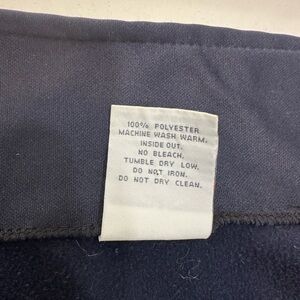 100% POLYESTER
MACHINE WASH WARM.
INSIDE OUT.
NO BLEACH.
TUMBLE DRY LOW.
DO NOT IRON.
DO NOT DRY CLEAN.